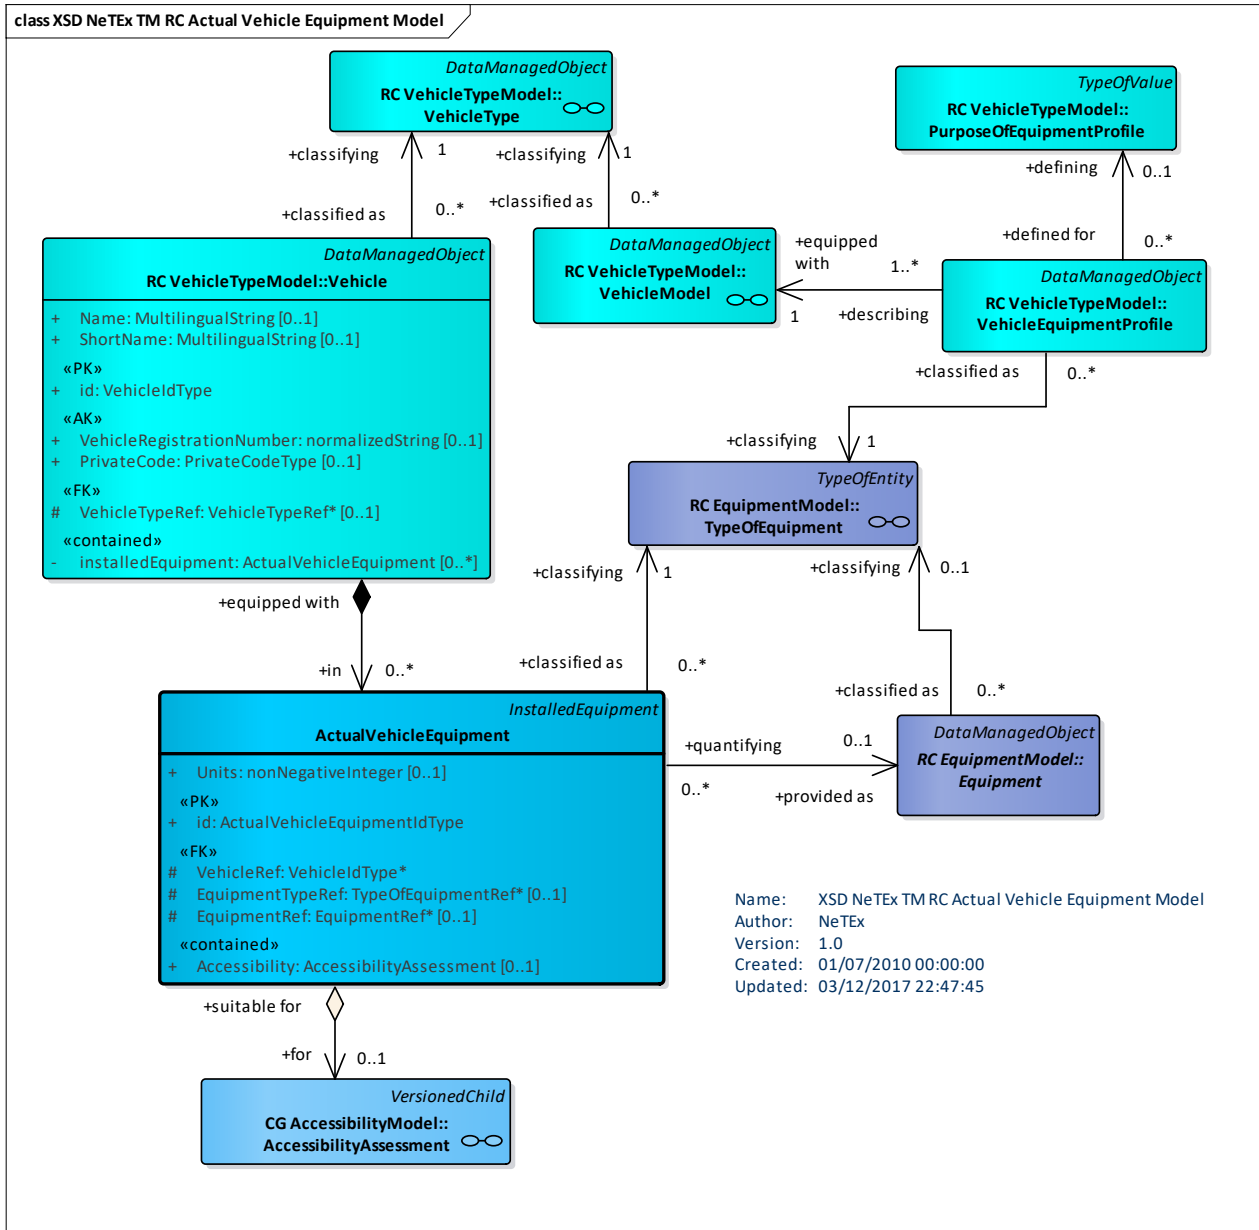 class XSD NeTEx TM RC Actual Vehicle Equipment Model
DataManagedObject
RC VehicleTypeModel::
VehicleType
TypeOfValue
RC VehicleTypeModel::
PurposeOfEquipmentProfile
+classifying
1
+classifying
1
+defining
0..1
+classified as
0..*
+classified as
0..*
+defined for
0..*
DataManagedObject
RC VehicleTypeModel::Vehicle
+ Name: MultilingualString [0..1]
+ ShortName: MultilingualString [0..1]
«PK»
+ id: VehicleIdType
«AK»
+ VehicleRegistrationNumber: normalizedString [0..1]
+ PrivateCode: PrivateCodeType [0..1]
«FK»
# VehicleTypeRef: VehicleTypeRef* [0..1]
«contained»
- installedEquipment: ActualVehicleEquipment [0..*]
DataManagedObject
RC VehicleTypeModel::
VehicleModel
+equipped
with
1..*
1
+describing
DataManagedObject
RC VehicleTypeModel::
VehicleEquipmentProfile
+classified as
0..*
+classifying
1
TypeOfEntity
RC EquipmentModel::
TypeOfEquipment
+classifying
1
+classifying
0..1
+equipped with
+in
0..*
+classified as
0..*
+classified as
0..*
InstalledEquipment
ActualVehicleEquipment
+ Units: nonNegativeInteger [0..1]
«PK»
+ id: ActualVehicleEquipmentIdType
«FK»
# VehicleRef: VehicleIdType*
# EquipmentTypeRef: TypeOfEquipmentRef* [0..1]
# EquipmentRef: EquipmentRef* [0..1]
«contained»
+ Accessibility: AccessibilityAssessment [0..1]
+quantifying
0..1
0..*
+provided as
DataManagedObject
RC EquipmentModel::
Equipment
Name: XSD NeTEx TM RC Actual Vehicle Equipment Model
Author: NeTEx
Version: 1.0
Created: 01/07/2010 00:00:00
Updated: 03/12/2017 22:47:45
+suitable for
+for
0..1
VersionedChild
CG AccessibilityModel::
AccessibilityAssessment